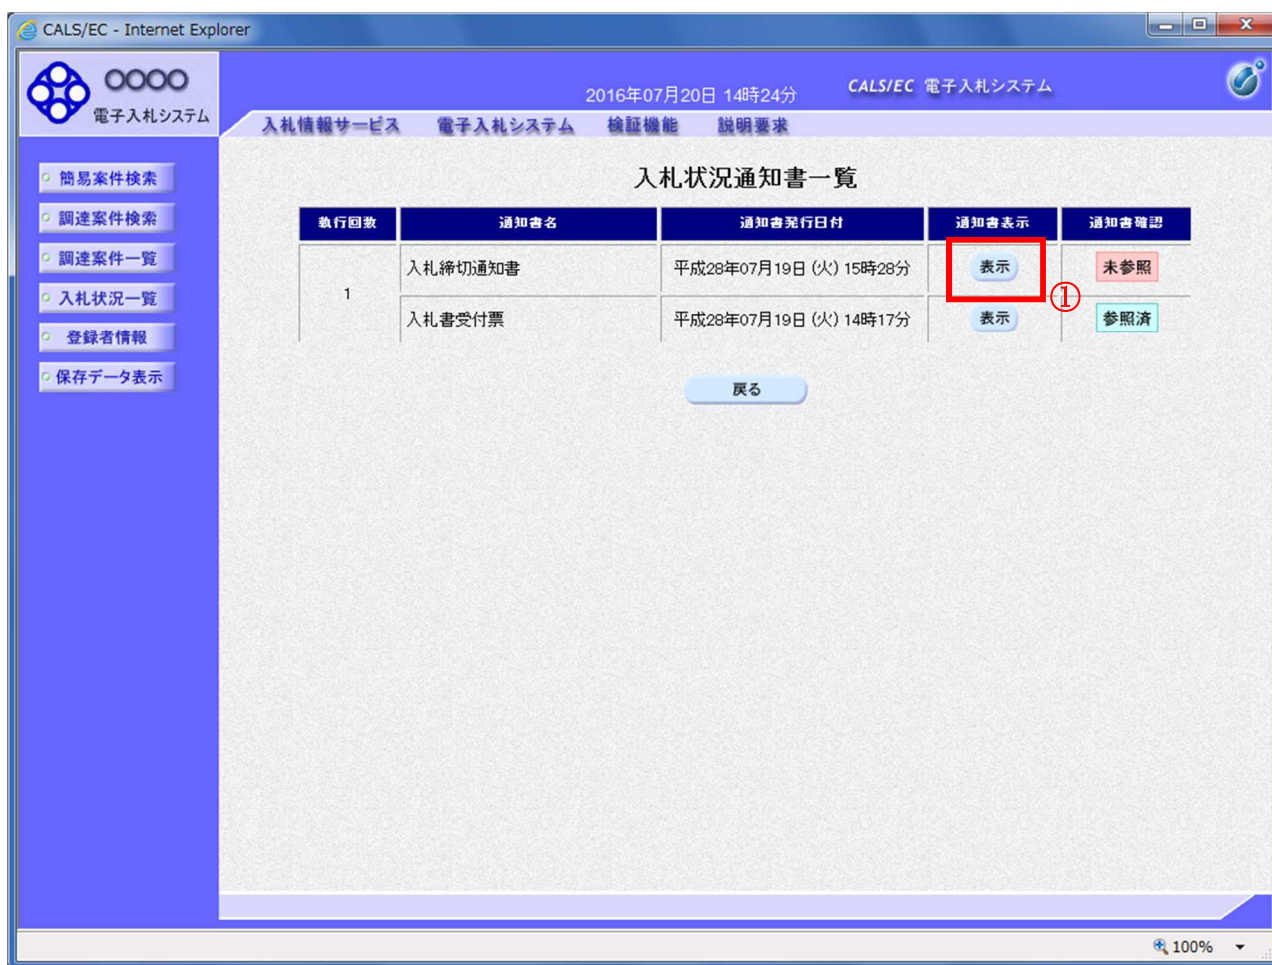 CALS/EC - Internet Explorer
OOOO
電子入札システム
2016年07月20日 14時24分
CALS/EC 電子入札システム
入札情報サービス 電子入札システム 検証機能 説明要求
簡易案件検索
調達案件検索
調達案件一覧
入札状況一覧
登録者情報
保存データ表示
入札状況通知書一覧
執行回数 通知書名 通知書発行日付 通知書表示 通知書確認
1
入札締切通知書 平成28年07月19日 (火) 15時28分 表示 未参照
①
入札書受付票 平成28年07月19日 (火) 14時17分 表示 参照済
戻る
100%